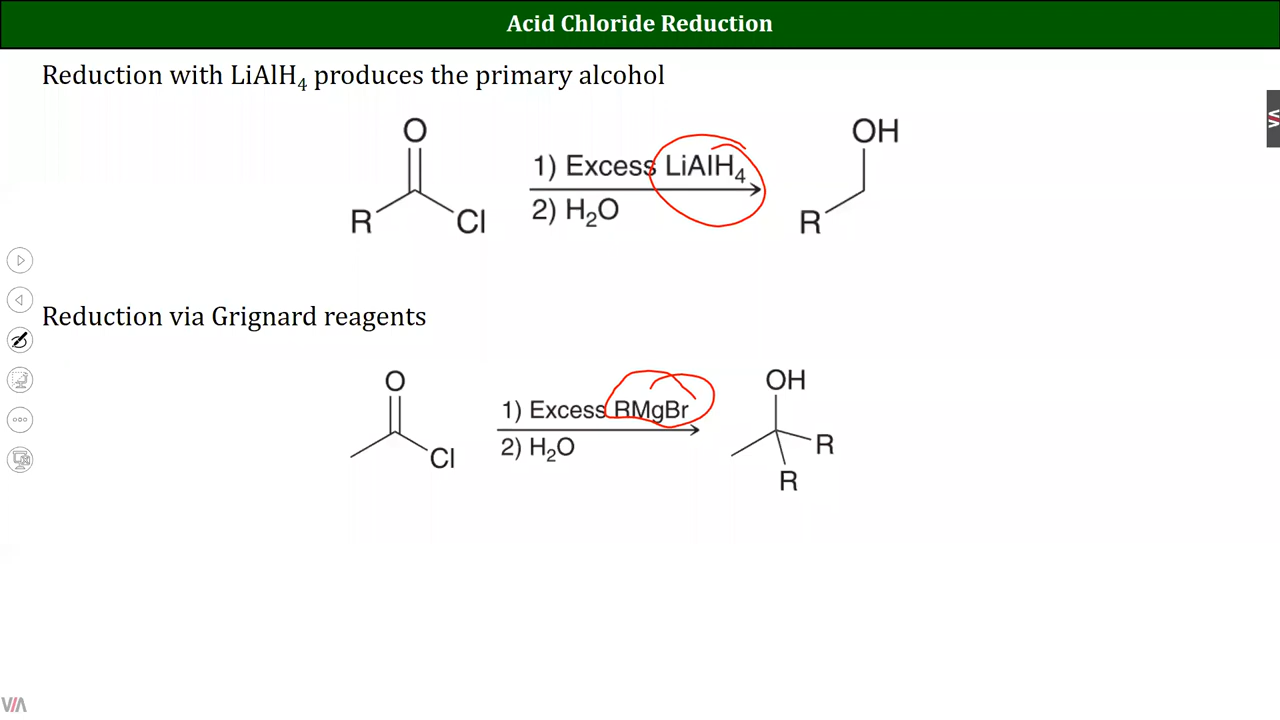 Acid Chloride Reduction
Reduction with LiAlH₄ produces the primary alcohol
O
R
Cl
1) Excess LiAlH₄
2) H₂O
OH
R
Reduction via Grignard reagents
O
Cl
1) Excess RMgBr
2) H₂O
OH
R
R
VIA